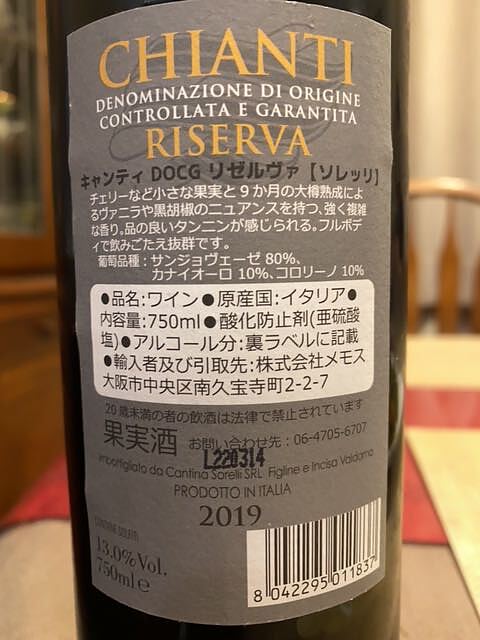 CHIANTI
DENOMINAZIONE DI ORIGINE
CONTROLLATA E GARANTITA
RISERVA
キャンティ DOCG リゼルヴァ【ソレッリ】
チェリーなど小さな果実と9か月の大樽熟成によ
るヴァニラや黒胡椒のニュアンスを持つ、強く複雑
な香り。品の良いタンニンが感じられる。フルボデ
ィで飲みごたえ抜群です。
葡萄品種:サンジョヴェーゼ 80%、
カナイオーロ 10%、コロリーノ 10%
●品名:ワイン●原産国:イタリア●
内容量:750ml●酸化防止剤(亜硫酸
塩)●アルコール分:裏ラベルに記載
●輸入者及び引取先:株式会社メモス
大阪市中央区南久宝寺町2-2-7
20歳未満の者の飲酒は法律で禁止されています
果実酒 お問い合わせ先:06-4705-6707
L220314
Imbottigliato da Cantina Sorelli SRL Figline e Incisa Valdarno
PRODOTTO IN ITALIA
2019
CONTIENE SOLFITI
13.0%Vol.
750ml e
8 042295 011837